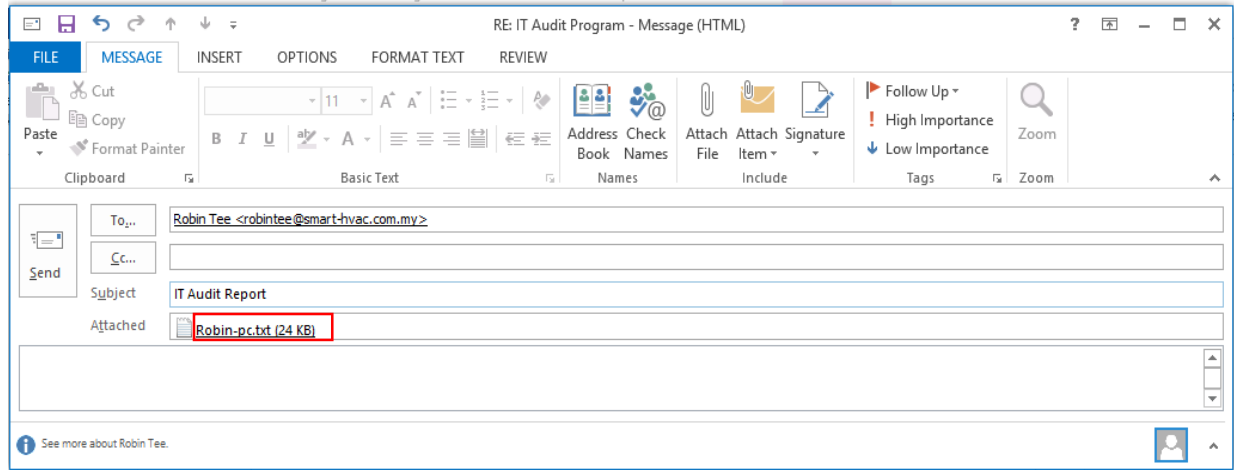 RE: IT Audit Program - Message (HTML) ?
FILE MESSAGE INSERT OPTIONS FORMAT TEXT REVIEW
Paste
Cut
Copy
Format Painter
Clipboard
11 A A
B I U ab A
Basic Text
Address Book
Check Names
Names
Attach File
Attach Item
Signature
Include
Follow Up
! High Importance
Low Importance
Tags
Zoom
Zoom
Send
To... Robin Tee <robintee@smart-hvac.com.my>
Cc...
Subject IT Audit Report
Attached Robin-pc.txt (24 KB)
See more about Robin Tee.